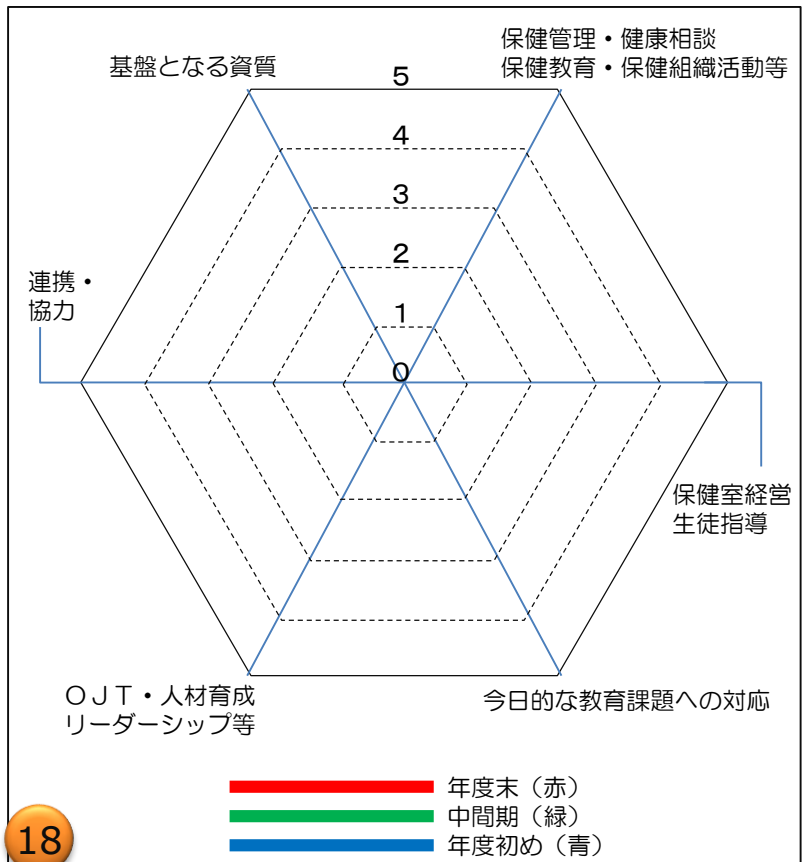 保健管理・健康相談
保健教育・保健組織活動等
基盤となる資質
5
4
3
2
1
0
連携・
協力
保健室経営
生徒指導
ＯＪＴ・人材育成
リーダーシップ等
今日的な教育課題への対応
年度末（赤）
中間期（緑）
年度初め（青）
18